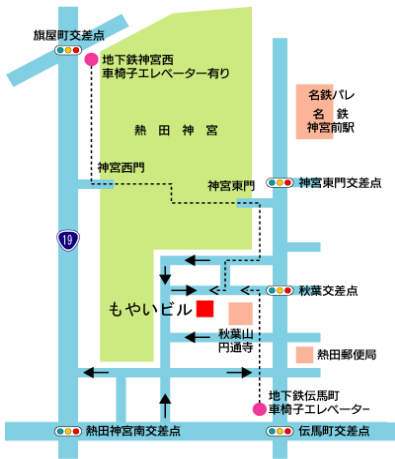 旗屋町交差点
地下鉄神宮西
車椅子エレベーター有り
名鉄パレ
名 鉄
神宮前駅
熱 田 神 宮
神宮西門
神宮東門
神宮東門交差点
19
秋葉交差点
もやいビル
秋葉山
円通寺
熱田郵便局
地下鉄伝馬町
車椅子エレベーター
熱田神宮南交差点
伝馬町交差点